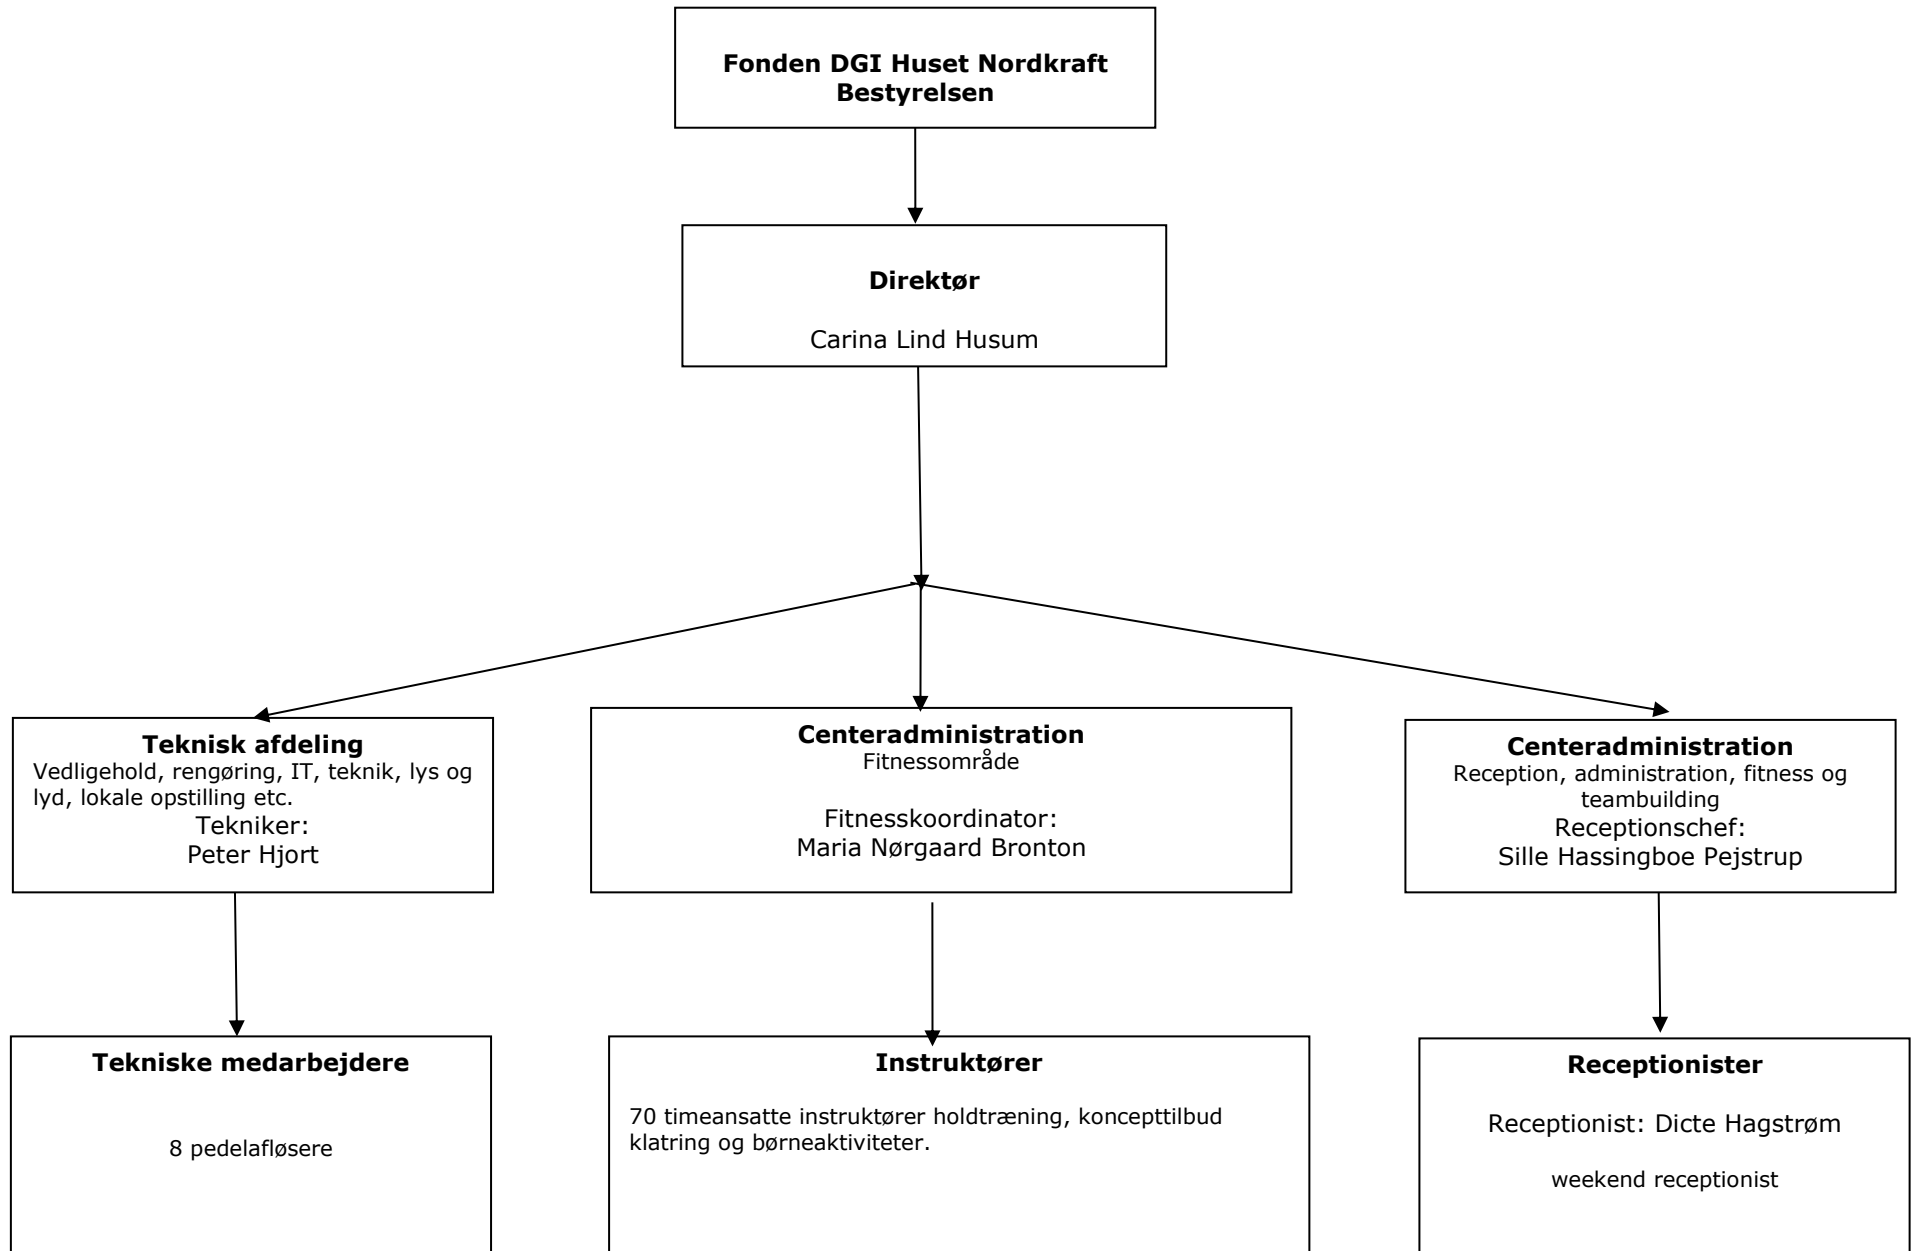 Fonden DGI Huset Nordkraft
Bestyrelsen
Direktør
Carina Lind Husum
Teknisk afdeling
Vedligehold, rengøring, IT, teknik, lys og
lyd, lokale opstilling etc.
Tekniker:
Peter Hjort
Centeradministration
Fitnessområde
Fitnesskoordinator:
Maria Nørgaard Bronton
Centeradministration
Reception, administration, fitness og
teambuilding
Receptionschef:
Sille Hassingboe Pejstrup
Tekniske medarbejdere
8 pedelafløsere
Instruktører
70 timeansatte instruktører holdtræning, koncepttilbud
klatring og børneaktiviteter.
Receptionister
Receptionist: Dicte Hagstrøm
weekend receptionist